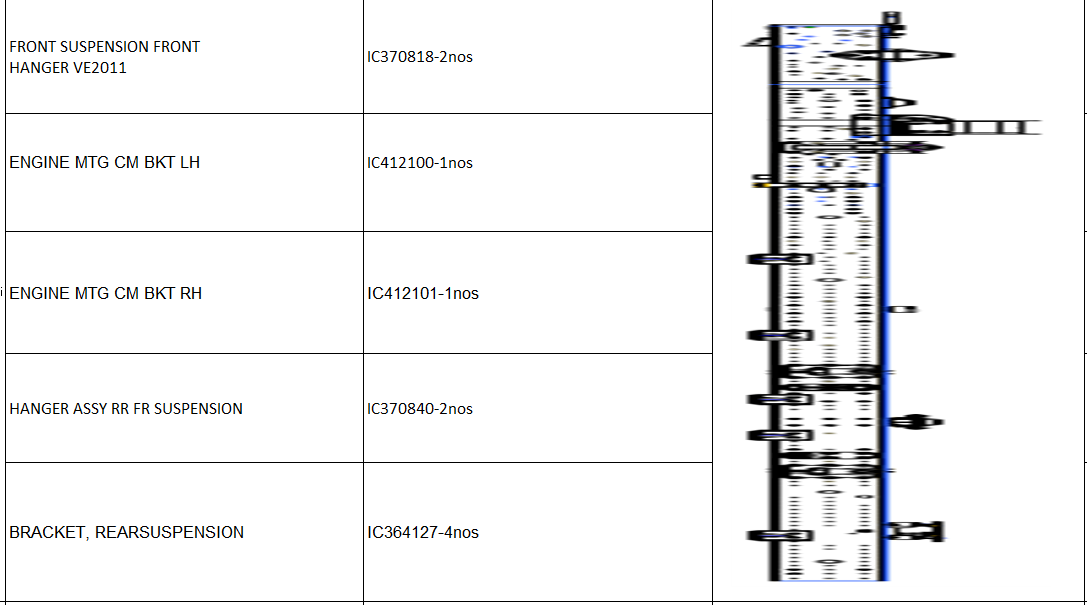 FRONT SUSPENSION FRONT
HANGER VE2011
IC370818-2nos
ENGINE MTG CM BKT LH
IC412100-1nos
i
ENGINE MTG CM BKT RH
IC412101-1nos
HANGER ASSY RR FR SUSPENSION
IC370840-2nos
BRACKET, REARSUSPENSION
IC364127-4nos